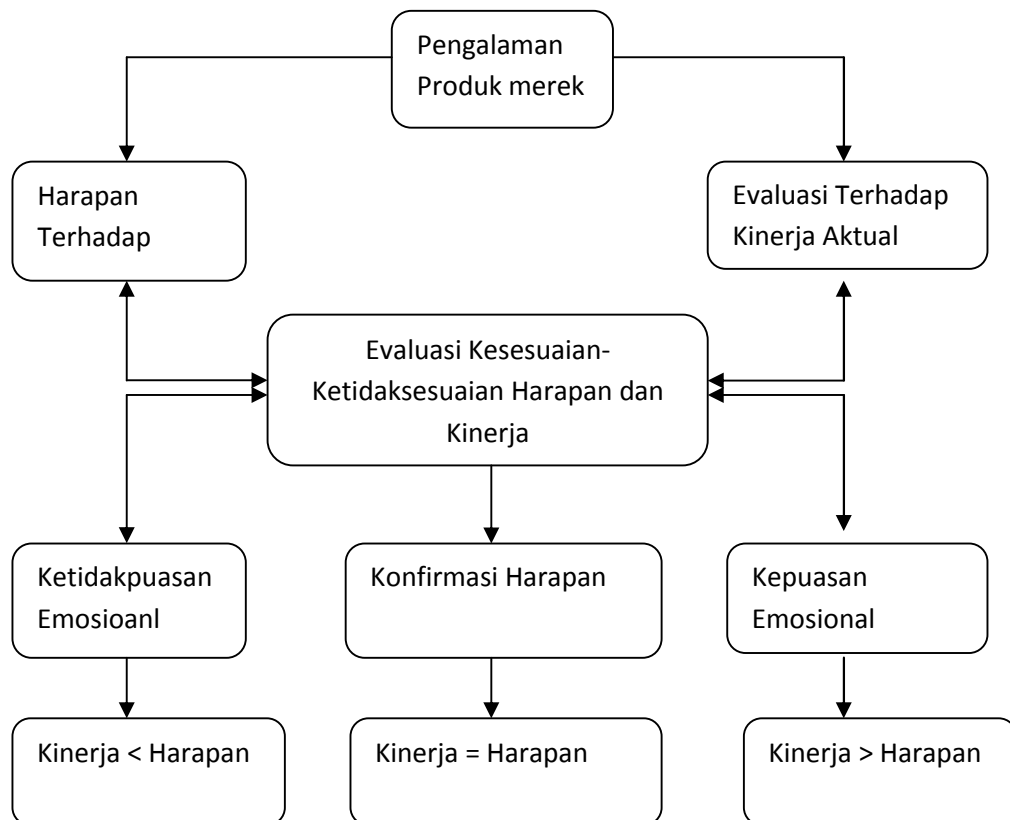 Pengalaman
Produk merek
Harapan
Terhadap
Evaluasi Terhadap
Kinerja Aktual
Evaluasi Kesesuaian-
Ketidaksesuaian Harapan dan
Kinerja
Ketidakpuasan
Emosioanl
Konfirmasi Harapan
Kepuasan
Emosional
Kinerja < Harapan
Kinerja = Harapan
Kinerja > Harapan